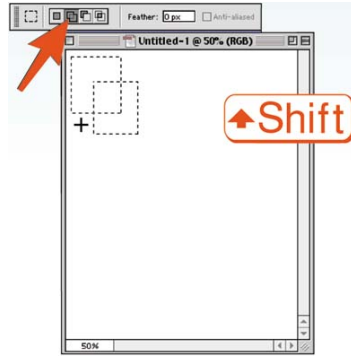 Feather: 0 px Anti-aliased
Untitled-1 @ 50% (RGB)
Shift
50%